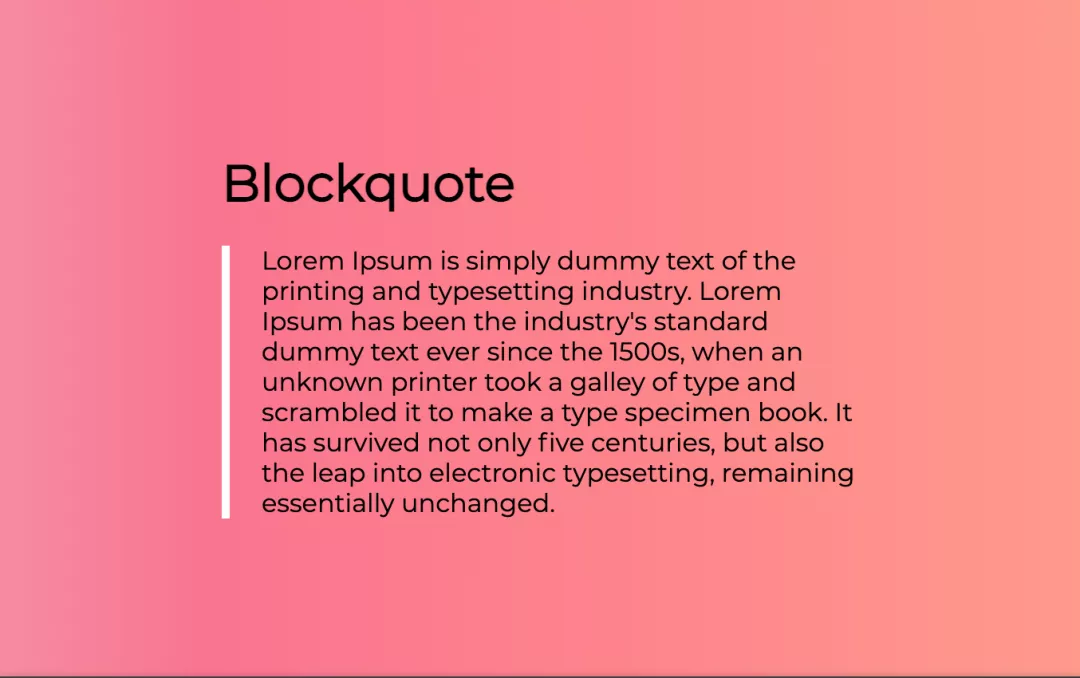 Blockquote
Lorem Ipsum is simply dummy text of the
printing and typesetting industry. Lorem
Ipsum has been the industry's standard
dummy text ever since the 1500s, when an
unknown printer took a galley of type and
scrambled it to make a type specimen book. It
has survived not only five centuries, but also
the leap into electronic typesetting, remaining
essentially unchanged.